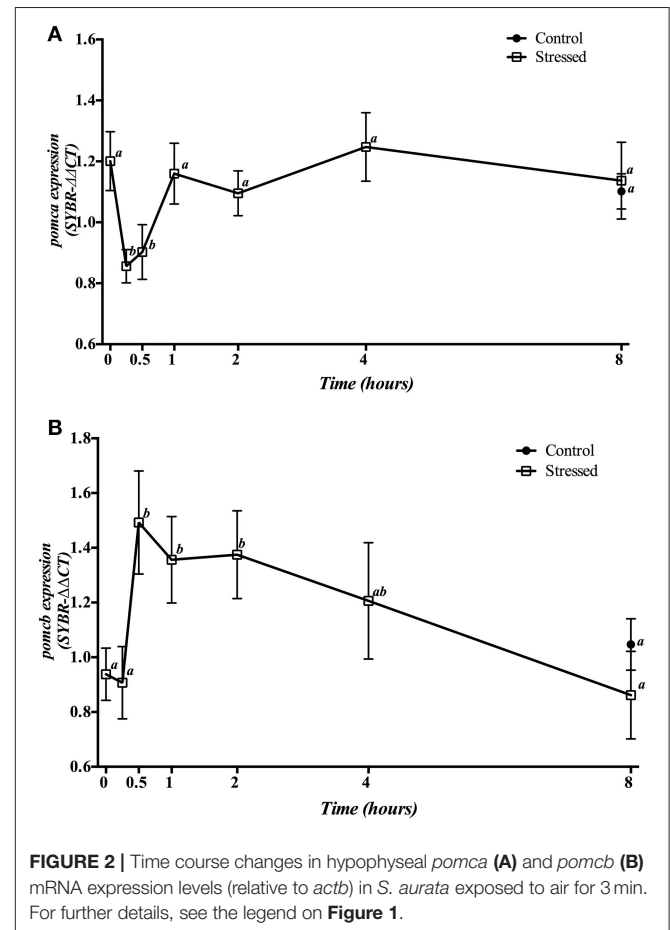 A
1.6
1.4
1.2
1.0
0.8
0.6
pomca expression
(SYBR-ΔΔCT)
Control
Stressed
a
b
b
a
a
a
a
a
0
0.5
1
2
4
8
Time (hours)
B
1.8
1.6
1.4
1.2
1.0
0.8
0.6
pomcb expression
(SYBR-ΔΔCT)
Control
Stressed
a
a
b
b
b
ab
a
a
0
0.5
1
2
4
8
Time (hours)
FIGURE 2 | Time course changes in hypophyseal pomca (A) and pomcb (B)
mRNA expression levels (relative to actb) in S. aurata exposed to air for 3 min.
For further details, see the legend on Figure 1.